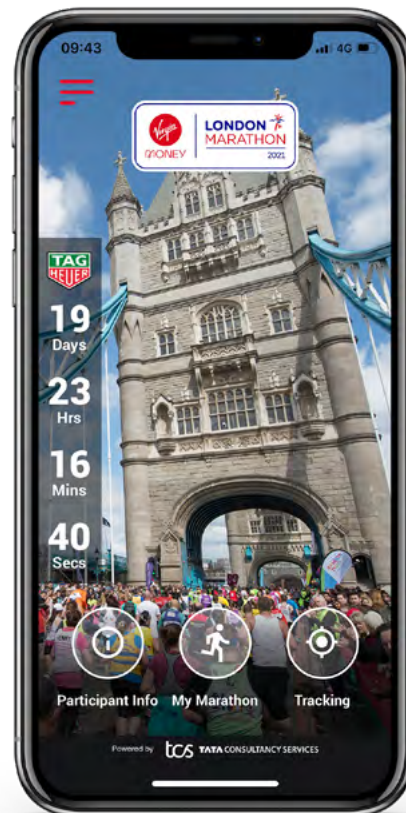 09:43
4G
Virgin
MONEY
LONDON
MARATHON
2021
TAG
HEUER
19
Days
23
Hrs
16
Mins
40
Secs
Participant Info
My Marathon
Tracking
Powered by tcs TATA CONSULTANCY SERVICES